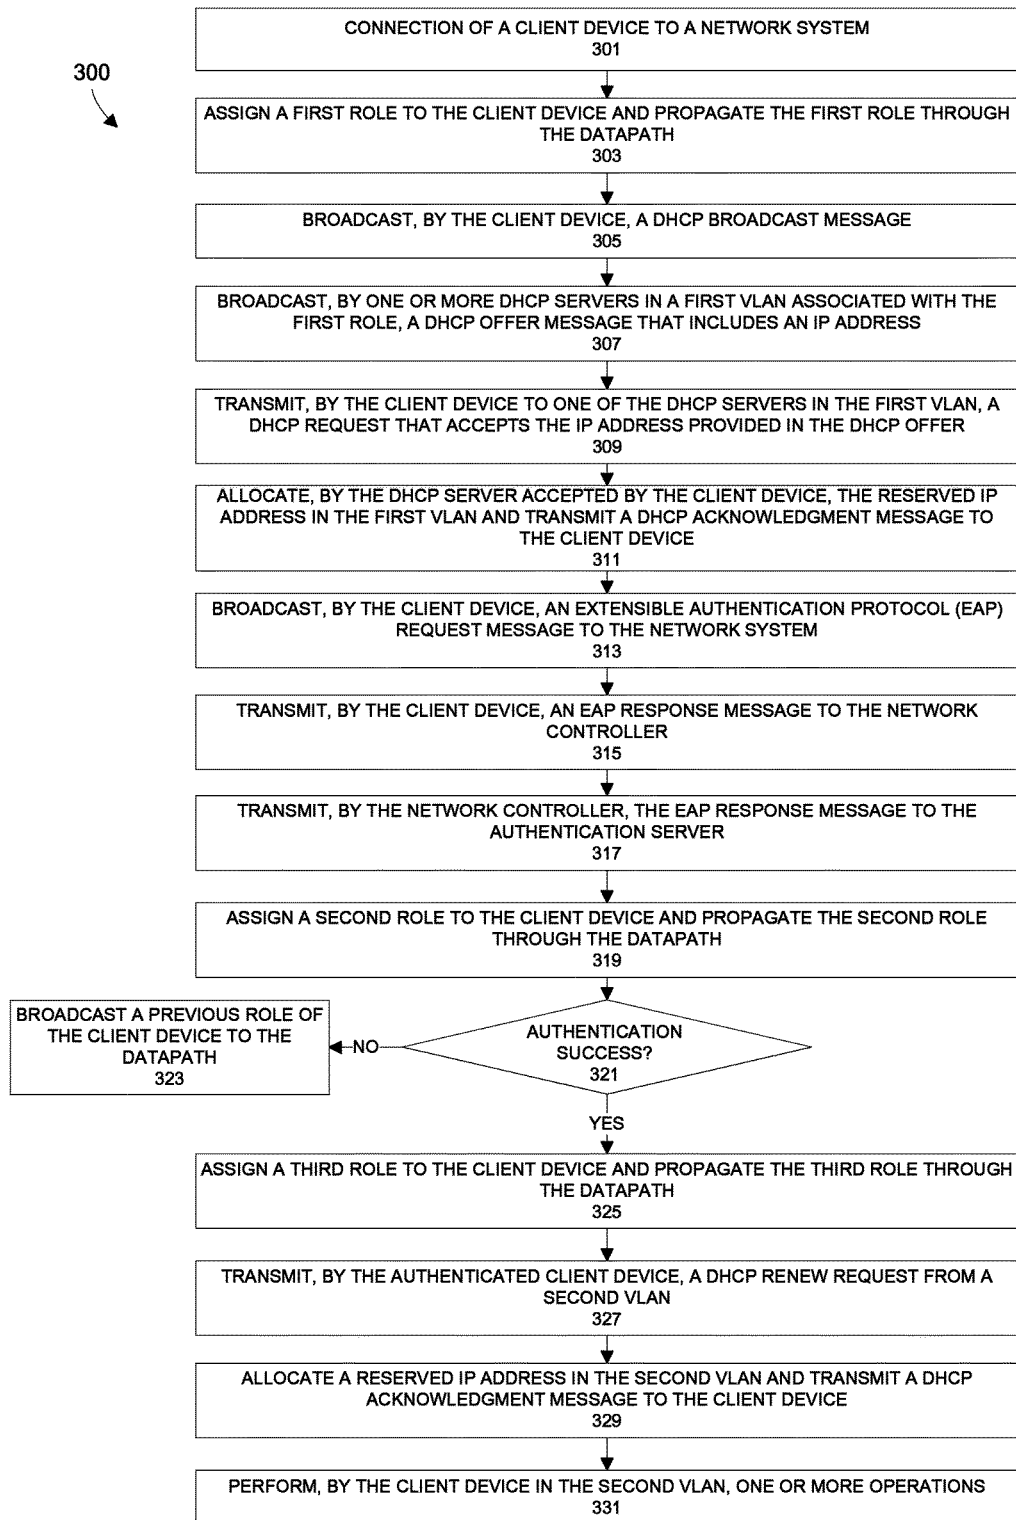 CONNECTION OF A CLIENT DEVICE TO A NETWORK SYSTEM
301
300
ASSIGN A FIRST ROLE TO THE CLIENT DEVICE AND PROPAGATE THE FIRST ROLE THROUGH
THE DATAPATH
303
BROADCAST, BY THE CLIENT DEVICE, A DHCP BROADCAST MESSAGE
305
BROADCAST, BY ONE OR MORE DHCP SERVERS IN A FIRST VLAN ASSOCIATED WITH THE
FIRST ROLE, A DHCP OFFER MESSAGE THAT INCLUDES AN IP ADDRESS
307
TRANSMIT, BY THE CLIENT DEVICE TO ONE OF THE DHCP SERVERS IN THE FIRST VLAN, A
DHCP REQUEST THAT ACCEPTS THE IP ADDRESS PROVIDED IN THE DHCP OFFER
309
ALLOCATE, BY THE DHCP SERVER ACCEPTED BY THE CLIENT DEVICE, THE RESERVED IP
ADDRESS IN THE FIRST VLAN AND TRANSMIT A DHCP ACKNOWLEDGMENT MESSAGE TO
THE CLIENT DEVICE
311
BROADCAST, BY THE CLIENT DEVICE, AN EXTENSIBLE AUTHENTICATION PROTOCOL (EAP)
REQUEST MESSAGE TO THE NETWORK SYSTEM
313
TRANSMIT, BY THE CLIENT DEVICE, AN EAP RESPONSE MESSAGE TO THE NETWORK
CONTROLLER
315
TRANSMIT, BY THE NETWORK CONTROLLER, THE EAP RESPONSE MESSAGE TO THE
AUTHENTICATION SERVER
317
ASSIGN A SECOND ROLE TO THE CLIENT DEVICE AND PROPAGATE THE SECOND ROLE
THROUGH THE DATAPATH
319
BROADCAST A PREVIOUS ROLE OF
THE CLIENT DEVICE TO THE
DATAPATH
323
NO
AUTHENTICATION
SUCCESS?
321
YES
ASSIGN A THIRD ROLE TO THE CLIENT DEVICE AND PROPAGATE THE THIRD ROLE THROUGH
THE DATAPATH
325
TRANSMIT, BY THE AUTHENTICATED CLIENT DEVICE, A DHCP RENEW REQUEST FROM A
SECOND VLAN
327
ALLOCATE A RESERVED IP ADDRESS IN THE SECOND VLAN AND TRANSMIT A DHCP
ACKNOWLEDGMENT MESSAGE TO THE CLIENT DEVICE
329
PERFORM, BY THE CLIENT DEVICE IN THE SECOND VLAN, ONE OR MORE OPERATIONS
331